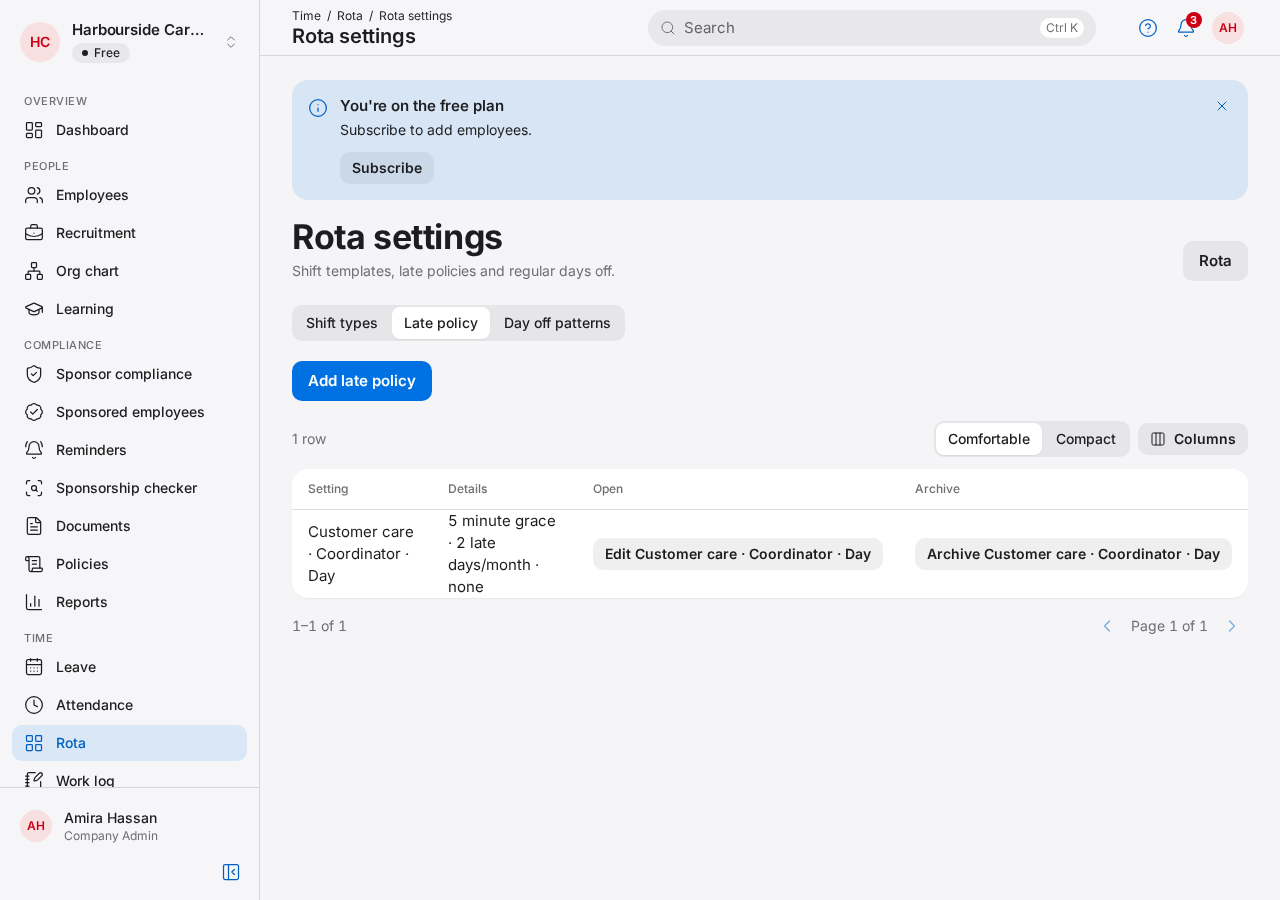 HC
Harbourside Car...
Free
OVERVIEW
Dashboard
PEOPLE
Employees
Recruitment
Org chart
Learning
COMPLIANCE
Sponsor compliance
Sponsored employees
Reminders
Sponsorship checker
Documents
Policies
Reports
TIME
Leave
Attendance
Rota
Work log
AH
Amira Hassan
Company Admin
Time / Rota / Rota settings
Rota settings
Search
Ctrl K
3
AH
You're on the free plan
Subscribe to add employees.
Subscribe
Rota settings
Shift templates, late policies and regular days off.
Rota
Shift types
Late policy
Day off patterns
Add late policy
1 row
Comfortable
Compact
Columns
Setting
Details
Open
Archive
Customer care
· Coordinator ·
Day
5 minute grace
· 2 late
days/month ·
none
Edit Customer care · Coordinator · Day
Archive Customer care · Coordinator · Day
1–1 of 1
Page 1 of 1